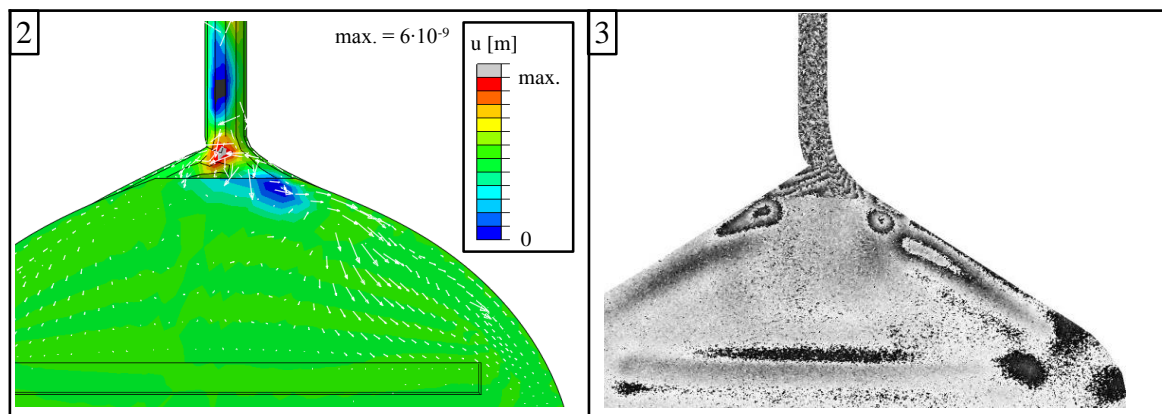 2
max. = 6·10⁻⁹
u [m]
max.
0
3